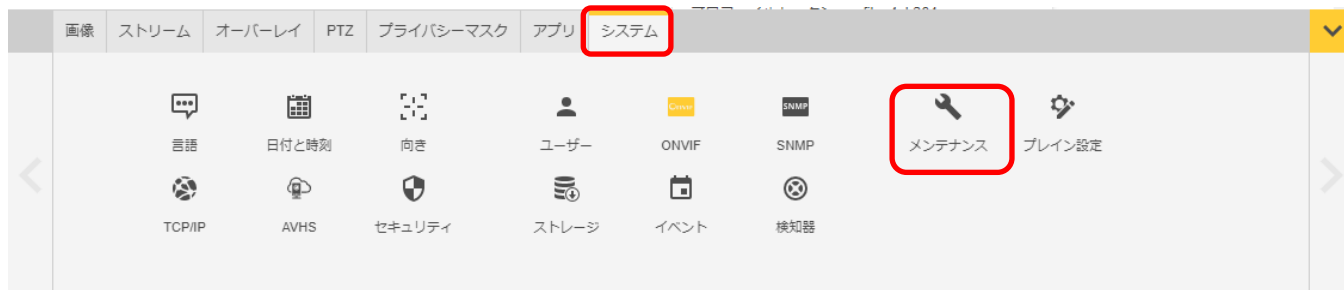 画像 ストリーム オーバーレイ PTZ プライバシーマスク アプリ システム
SNMP
言語 日付と時刻 向き ユーザー ONVIF SNMP メンテナンス プレイン設定
TCP/IP AVHS セキュリティ ストレージ イベント 検知器